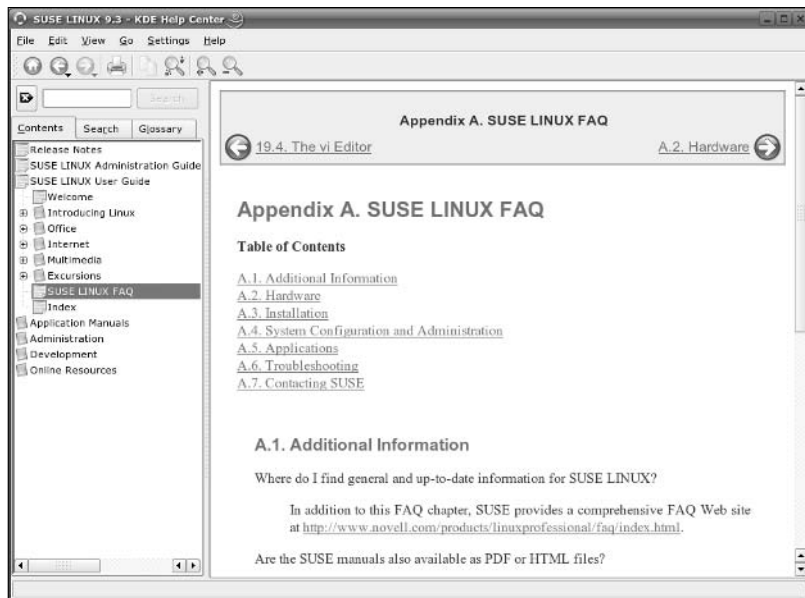 SUSE LINUX 9.3 - KDE Help Center
File Edit View Go Settings Help
Search
Contents Search Glossary
Release Notes
SUSE LINUX Administration Guide
SUSE LINUX User Guide
Welcome
Introducing Linux
Office
Internet
Multimedia
Excursions
SUSE LINUX FAQ
Index
Application Manuals
Administration
Development
Online Resources
Appendix A. SUSE LINUX FAQ
19.4. The vi Editor A.2. Hardware
Appendix A. SUSE LINUX FAQ
Table of Contents
A.1. Additional Information
A.2. Hardware
A.3. Installation
A.4. System Configuration and Administration
A.5. Applications
A.6. Troubleshooting
A.7. Contacting SUSE
A.1. Additional Information
Where do I find general and up-to-date information for SUSE LINUX?
In addition to this FAQ chapter, SUSE provides a comprehensive FAQ Web site
at http://www.novell.com/products/linuxprofessional/faq/index.html.
Are the SUSE manuals also available as PDF or HTML files?